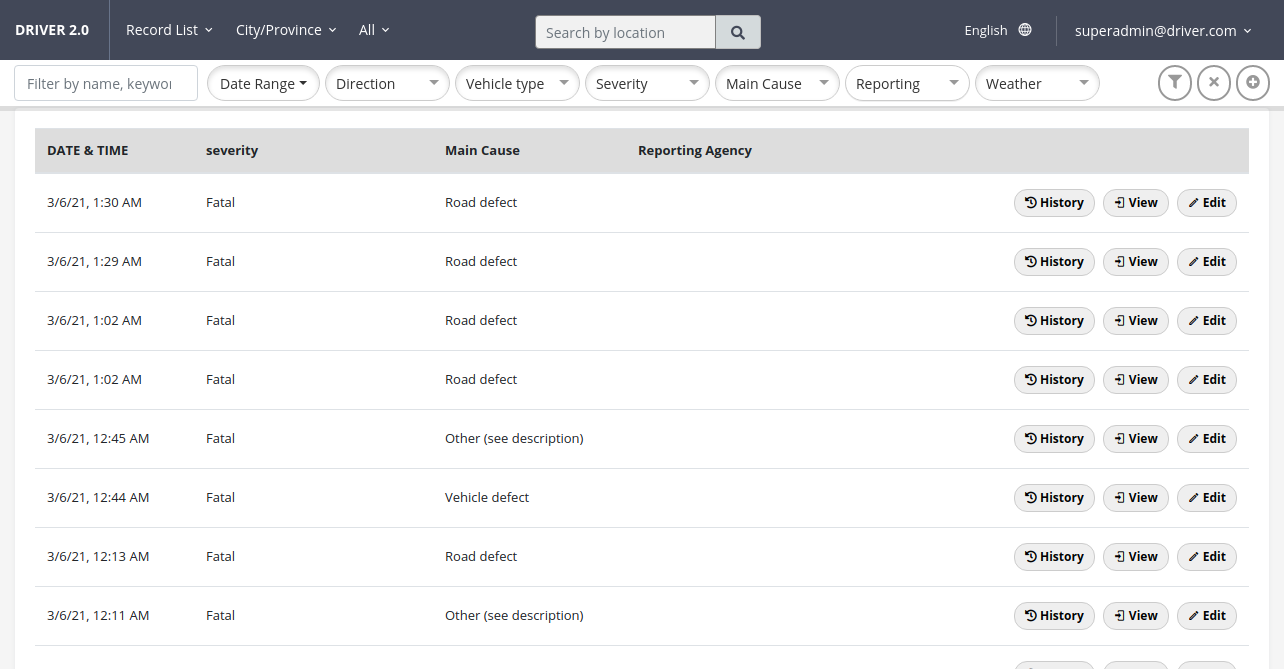 DRIVER 2.0 Record List City/Province All Search by location English superadmin@driver.com
Filter by name, keywor Date Range Direction Vehicle type Severity Main Cause Reporting Weather
DATE & TIME severity Main Cause Reporting Agency
3/6/21, 1:30 AM Fatal Road defect History View Edit
3/6/21, 1:29 AM Fatal Road defect History View Edit
3/6/21, 1:02 AM Fatal Road defect History View Edit
3/6/21, 1:02 AM Fatal Road defect History View Edit
3/6/21, 12:45 AM Fatal Other (see description) History View Edit
3/6/21, 12:44 AM Fatal Vehicle defect History View Edit
3/6/21, 12:13 AM Fatal Road defect History View Edit
3/6/21, 12:11 AM Fatal Other (see description) History View Edit